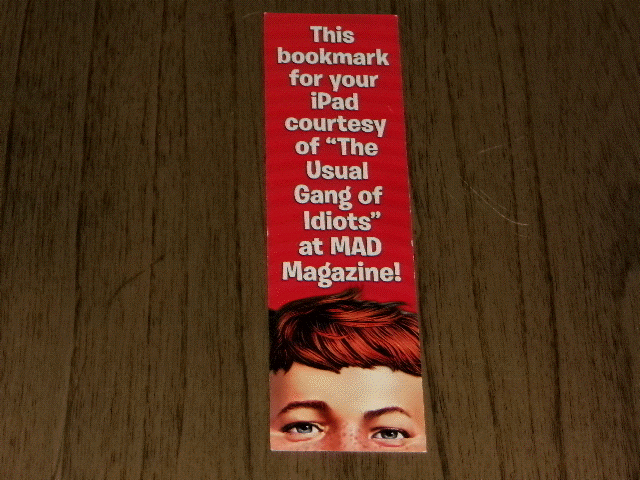 This
bookmark
for your
iPad
courtesy
of “The
Usual
Gang of
Idiots”
at MAD
Magazine!